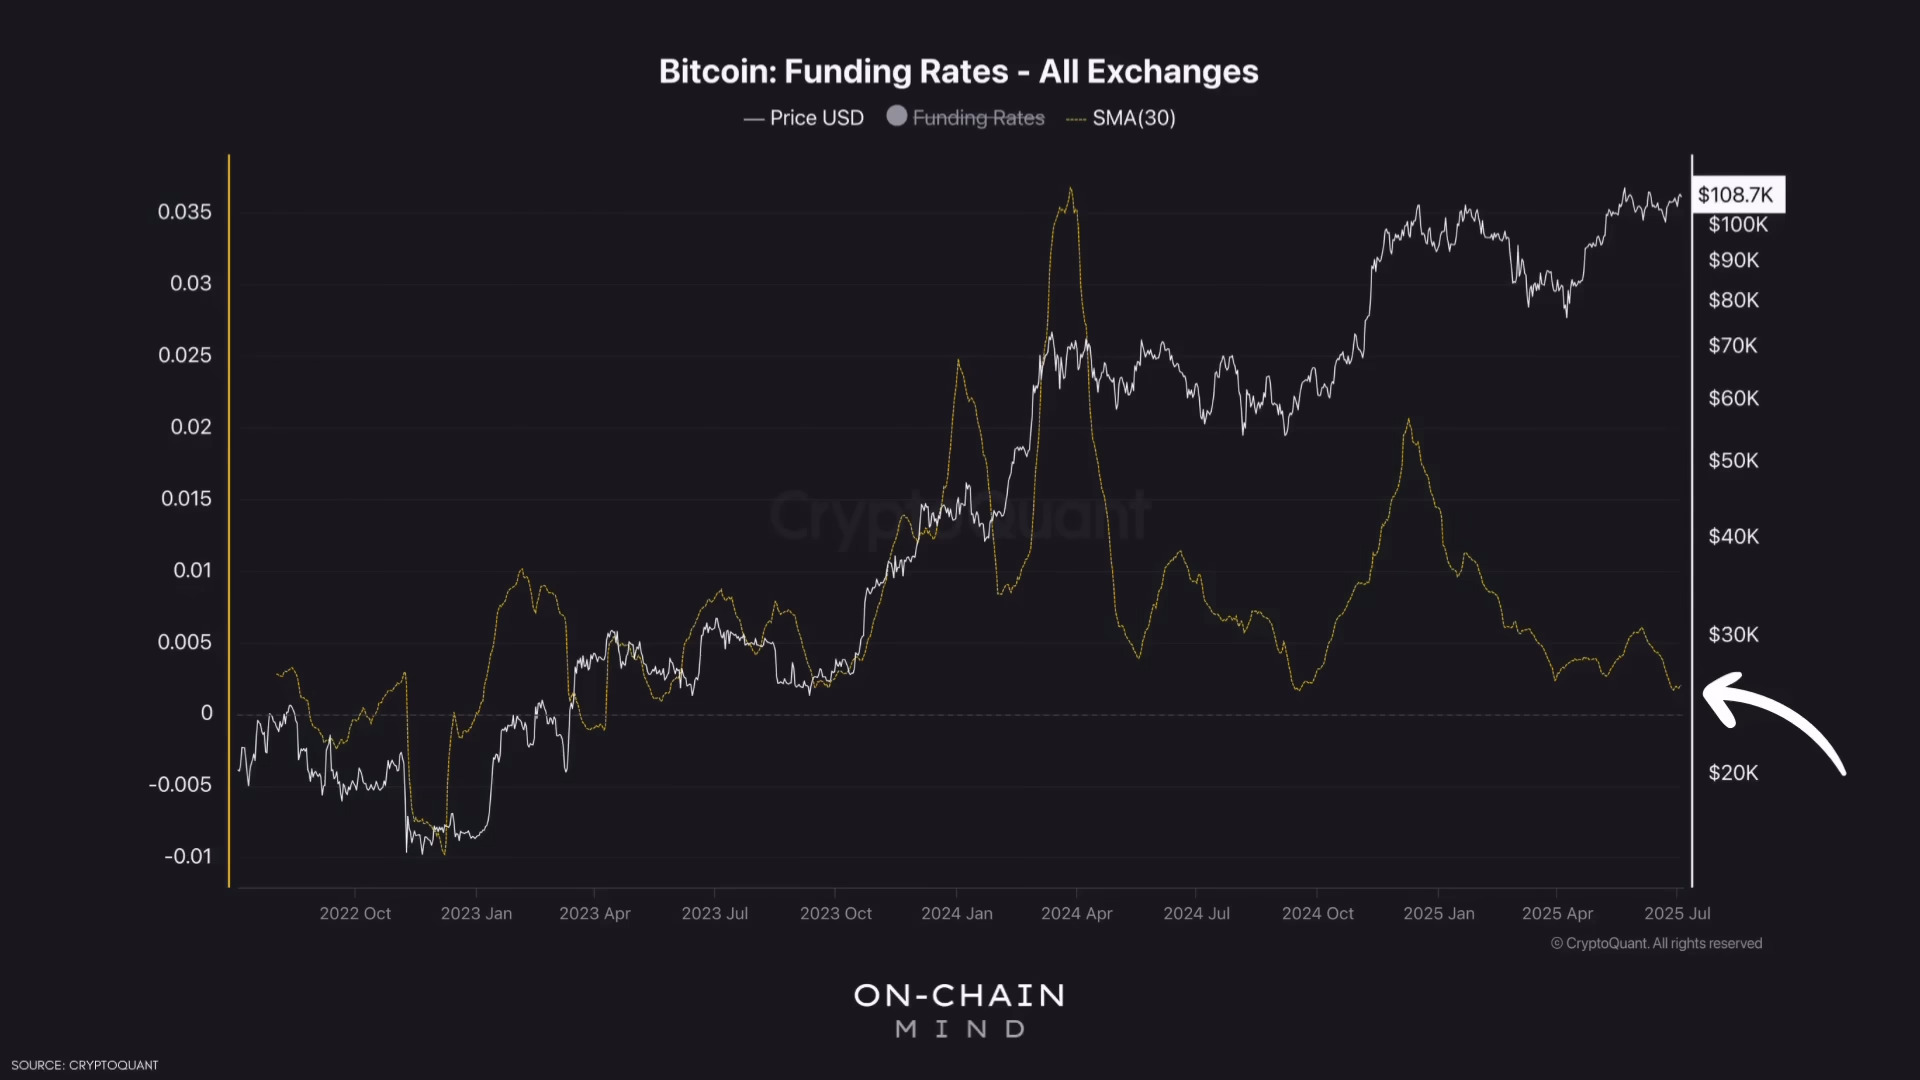 Bitcoin: Funding Rates - All Exchanges
Price USD Funding Rates SMA(30)
$108.7K
0.035
$100K
$90K
0.03
$80K
0.025
$70K
$60K
0.02
$50K
0.015
CryptoQuant
$40K
0.01
0.005
$30K
0
-0.005
$20K
-0.01
2022 Oct 2023 Jan 2023 Apr 2023 Jul 2023 Oct 2024 Jan 2024 Apr 2024 Jul 2024 Oct 2025 Jan 2025 Apr 2025 Jul
© CryptoQuant. All rights reserved
ON-CHAIN
MIND
SOURCE: CRYPTOQUANT